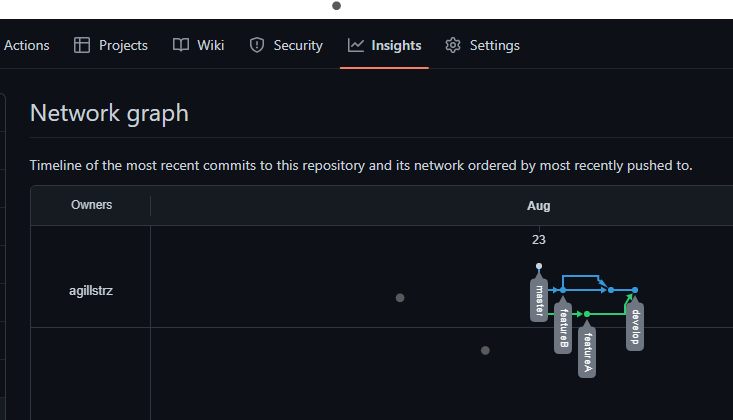 Actions Projects Wiki Security Insights Settings
Network graph
Timeline of the most recent commits to this repository and its network ordered by most recently pushed to.
Owners Aug
23
agillstrz
master
featureB
featureA
develop